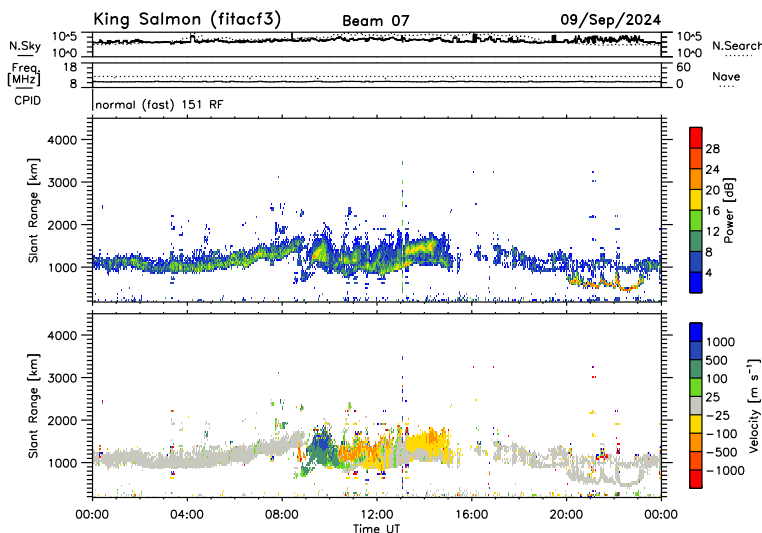 King Salmon (fitacf3) Beam 07 09/Sep/2024
N.Sky 10^5 10^0 10^5 10^0 N.Search
Freq. [MHz] 18 8 60 0 Nave
CPID normal (fast) 151 RF
Slant Range [km] 4000 3000 2000 1000
Power [dB] 28 24 20 16 12 8 4
Slant Range [km] 4000 3000 2000 1000
Velocity [m s⁻¹] 1000 500 100 25 −25 −100 −500 −1000
00:00 04:00 08:00 12:00 16:00 20:00 00:00
Time UT